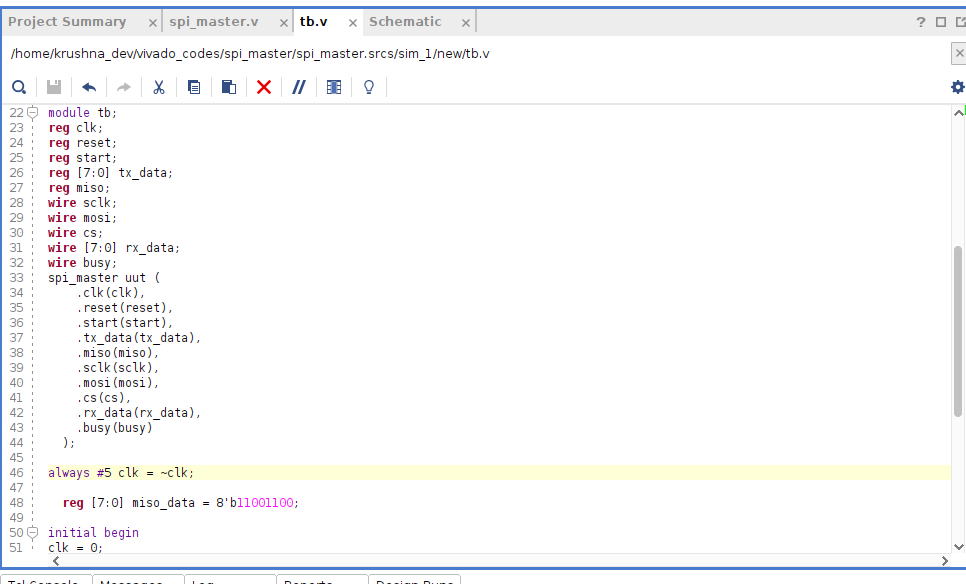 Project Summary × spi_master.v × tb.v × Schematic × ?
/home/krushna_dev/vivado_codes/spi_master/spi_master.srcs/sim_1/new/tb.v
22 module tb;
23 reg clk;
24 reg reset;
25 reg start;
26 reg [7:0] tx_data;
27 reg miso;
28 wire sclk;
29 wire mosi;
30 wire cs;
31 wire [7:0] rx_data;
32 wire busy;
33 spi_master uut (
34 .clk(clk),
35 .reset(reset),
36 .start(start),
37 .tx_data(tx_data),
38 .miso(miso),
39 .sclk(sclk),
40 .mosi(mosi),
41 .cs(cs),
42 .rx_data(rx_data),
43 .busy(busy)
44 );
45
46 always #5 clk = ~clk;
47
48 reg [7:0] miso_data = 8'b11001100;
49
50 initial begin
51 clk = 0;
Tcl Console Messages Log Reports Design Runs